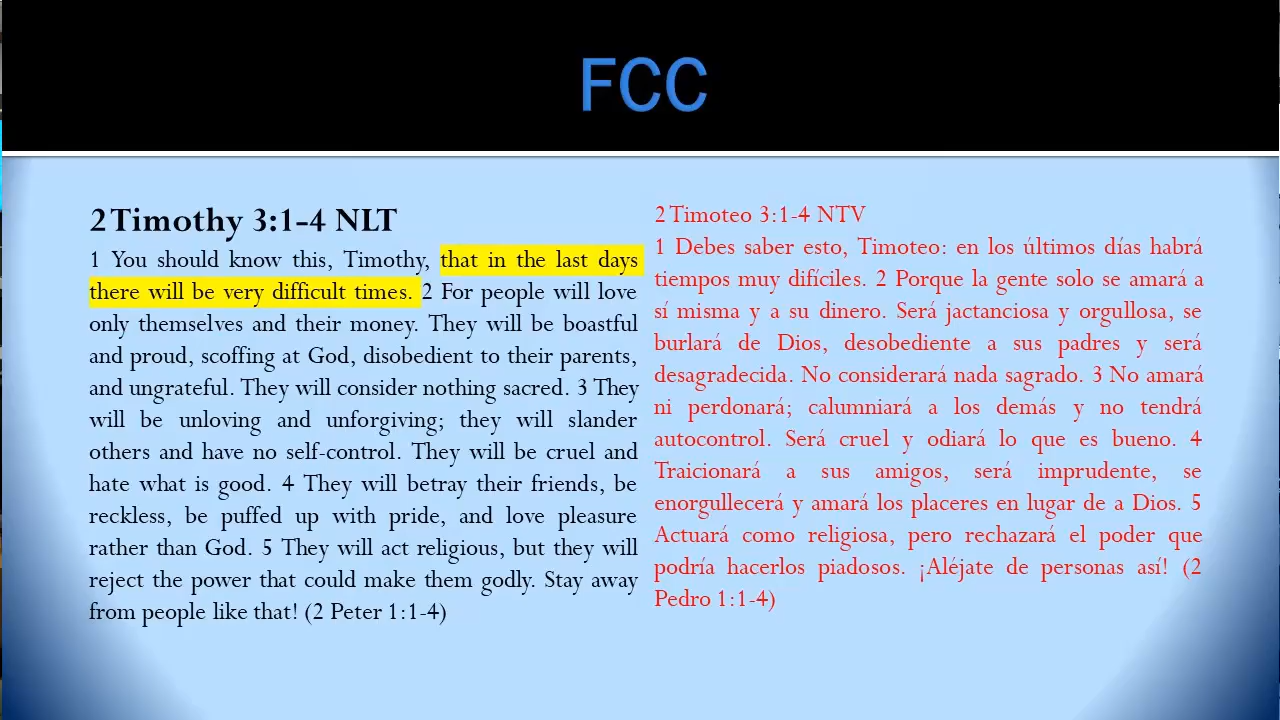 FCC
2 Timothy 3:1-4 NLT
1 You should know this, Timothy, that in the last days
there will be very difficult times. 2 For people will love
only themselves and their money. They will be boastful
and proud, scoffing at God, disobedient to their parents,
and ungrateful. They will consider nothing sacred. 3 They
will be unloving and unforgiving; they will slander
others and have no self-control. They will be cruel and
hate what is good. 4 They will betray their friends, be
reckless, be puffed up with pride, and love pleasure
rather than God. 5 They will act religious, but they will
reject the power that could make them godly. Stay away
from people like that! (2 Peter 1:1-4)
2 Timoteo 3:1-4 NTV
1 Debes saber esto, Timoteo: en los últimos días habrá
tiempos muy difíciles. 2 Porque la gente solo se amará a
sí misma y a su dinero. Será jactanciosa y orgullosa, se
burlará de Dios, desobediente a sus padres y será
desagradecida. No considerará nada sagrado. 3 No amará
ni perdonará; calumniará a los demás y no tendrá
autocontrol. Será cruel y odiará lo que es bueno. 4
Traicionará a sus amigos, será imprudente, se
enorgullecerá y amará los placeres en lugar de a Dios. 5
Actuará como religiosa, pero rechazará el poder que
podría hacerlos piadosos. ¡Aléjate de personas así! (2
Pedro 1:1-4)